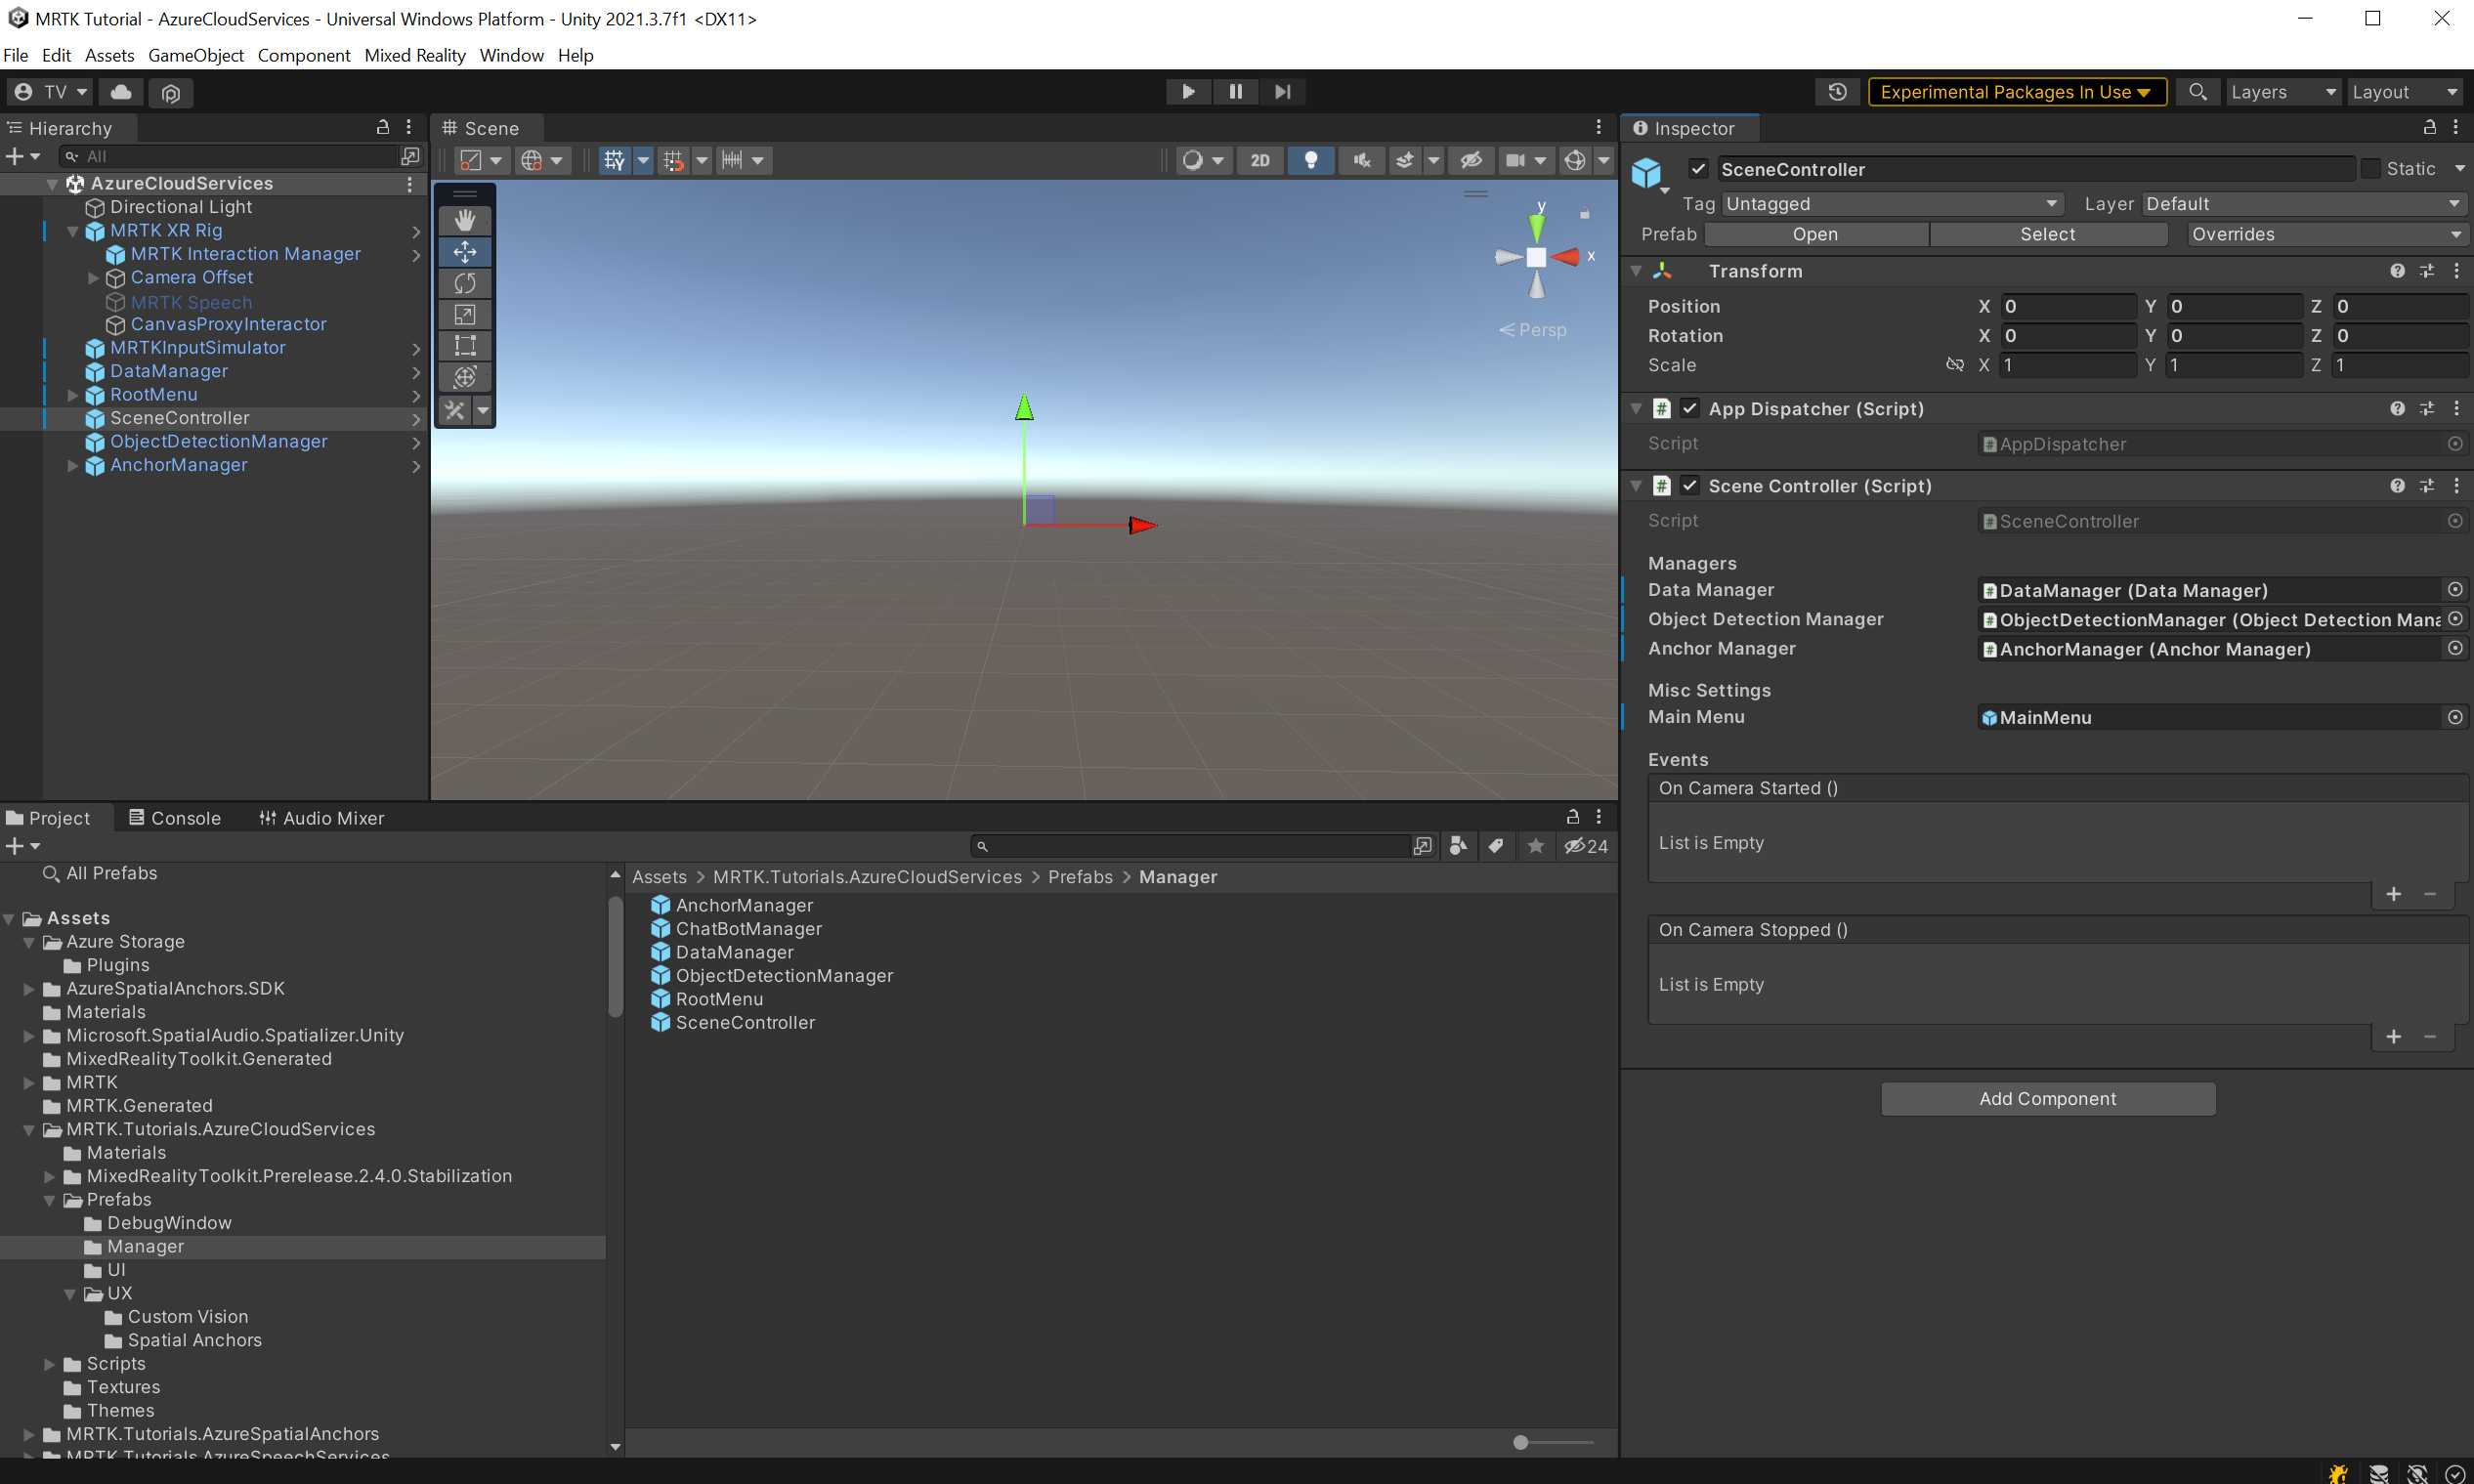 MRTK Tutorial - AzureCloudServices - Universal Windows Platform - Unity 2021.3.7f1 <DX11>
File Edit Assets GameObject Component Mixed Reality Window Help
TV Experimental Packages In Use Layers Layout
Hierarchy
All
AzureCloudServices
Directional Light
MRTK XR Rig
MRTK Interaction Manager
Camera Offset
MRTK Speech
CanvasProxyInteractor
MRTKInputSimulator
DataManager
RootMenu
SceneController
ObjectDetectionManager
AnchorManager
Scene
2D
y
x
Persp
Inspector
SceneController Static
Tag Untagged Layer Default
Prefab Open Select Overrides
Transform
Position X 0 Y 0 Z 0
Rotation X 0 Y 0 Z 0
Scale X 1 Y 1 Z 1
# App Dispatcher (Script)
Script # AppDispatcher
# Scene Controller (Script)
Script # SceneController
Managers
Data Manager # DataManager (Data Manager)
Object Detection Manager # ObjectDetectionManager (Object Detection Mana
Anchor Manager # AnchorManager (Anchor Manager)
Misc Settings
Main Menu MainMenu
Events
On Camera Started ()
List is Empty
+ −
On Camera Stopped ()
List is Empty
+ −
Add Component
Project Console Audio Mixer
24
All Prefabs
Assets
Azure Storage
Plugins
AzureSpatialAnchors.SDK
Materials
Microsoft.SpatialAudio.Spatializer.Unity
MixedRealityToolkit.Generated
MRTK
MRTK.Generated
MRTK.Tutorials.AzureCloudServices
Materials
MixedRealityToolkit.Prerelease.2.4.0.Stabilization
Prefabs
DebugWindow
Manager
UI
UX
Custom Vision
Spatial Anchors
Scripts
Textures
Themes
MRTK.Tutorials.AzureSpatialAnchors
MRTK.Tutorials.AzureSpeechServices
Assets > MRTK.Tutorials.AzureCloudServices > Prefabs > Manager
AnchorManager
ChatBotManager
DataManager
ObjectDetectionManager
RootMenu
SceneController